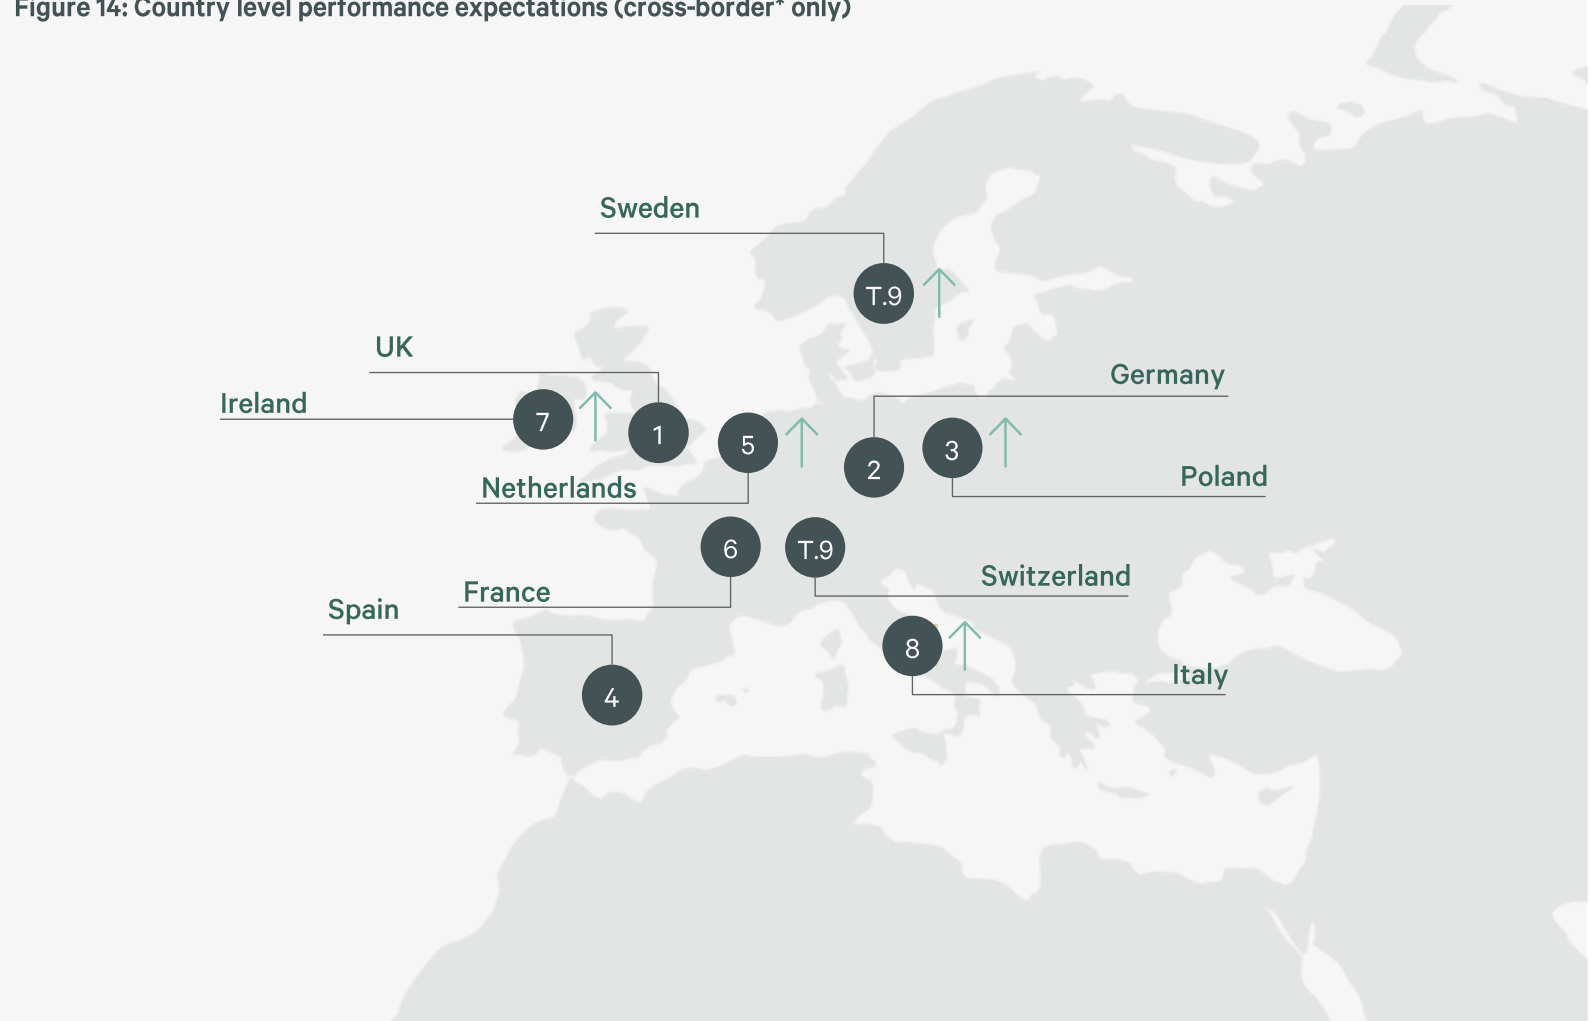 Figure 14: Country level performance expectations (cross-border* only)
Sweden
T.9
UK
Ireland
7
1
Germany
5
2
3
Netherlands
Poland
6
T.9
Switzerland
France
Spain
8
Italy
4